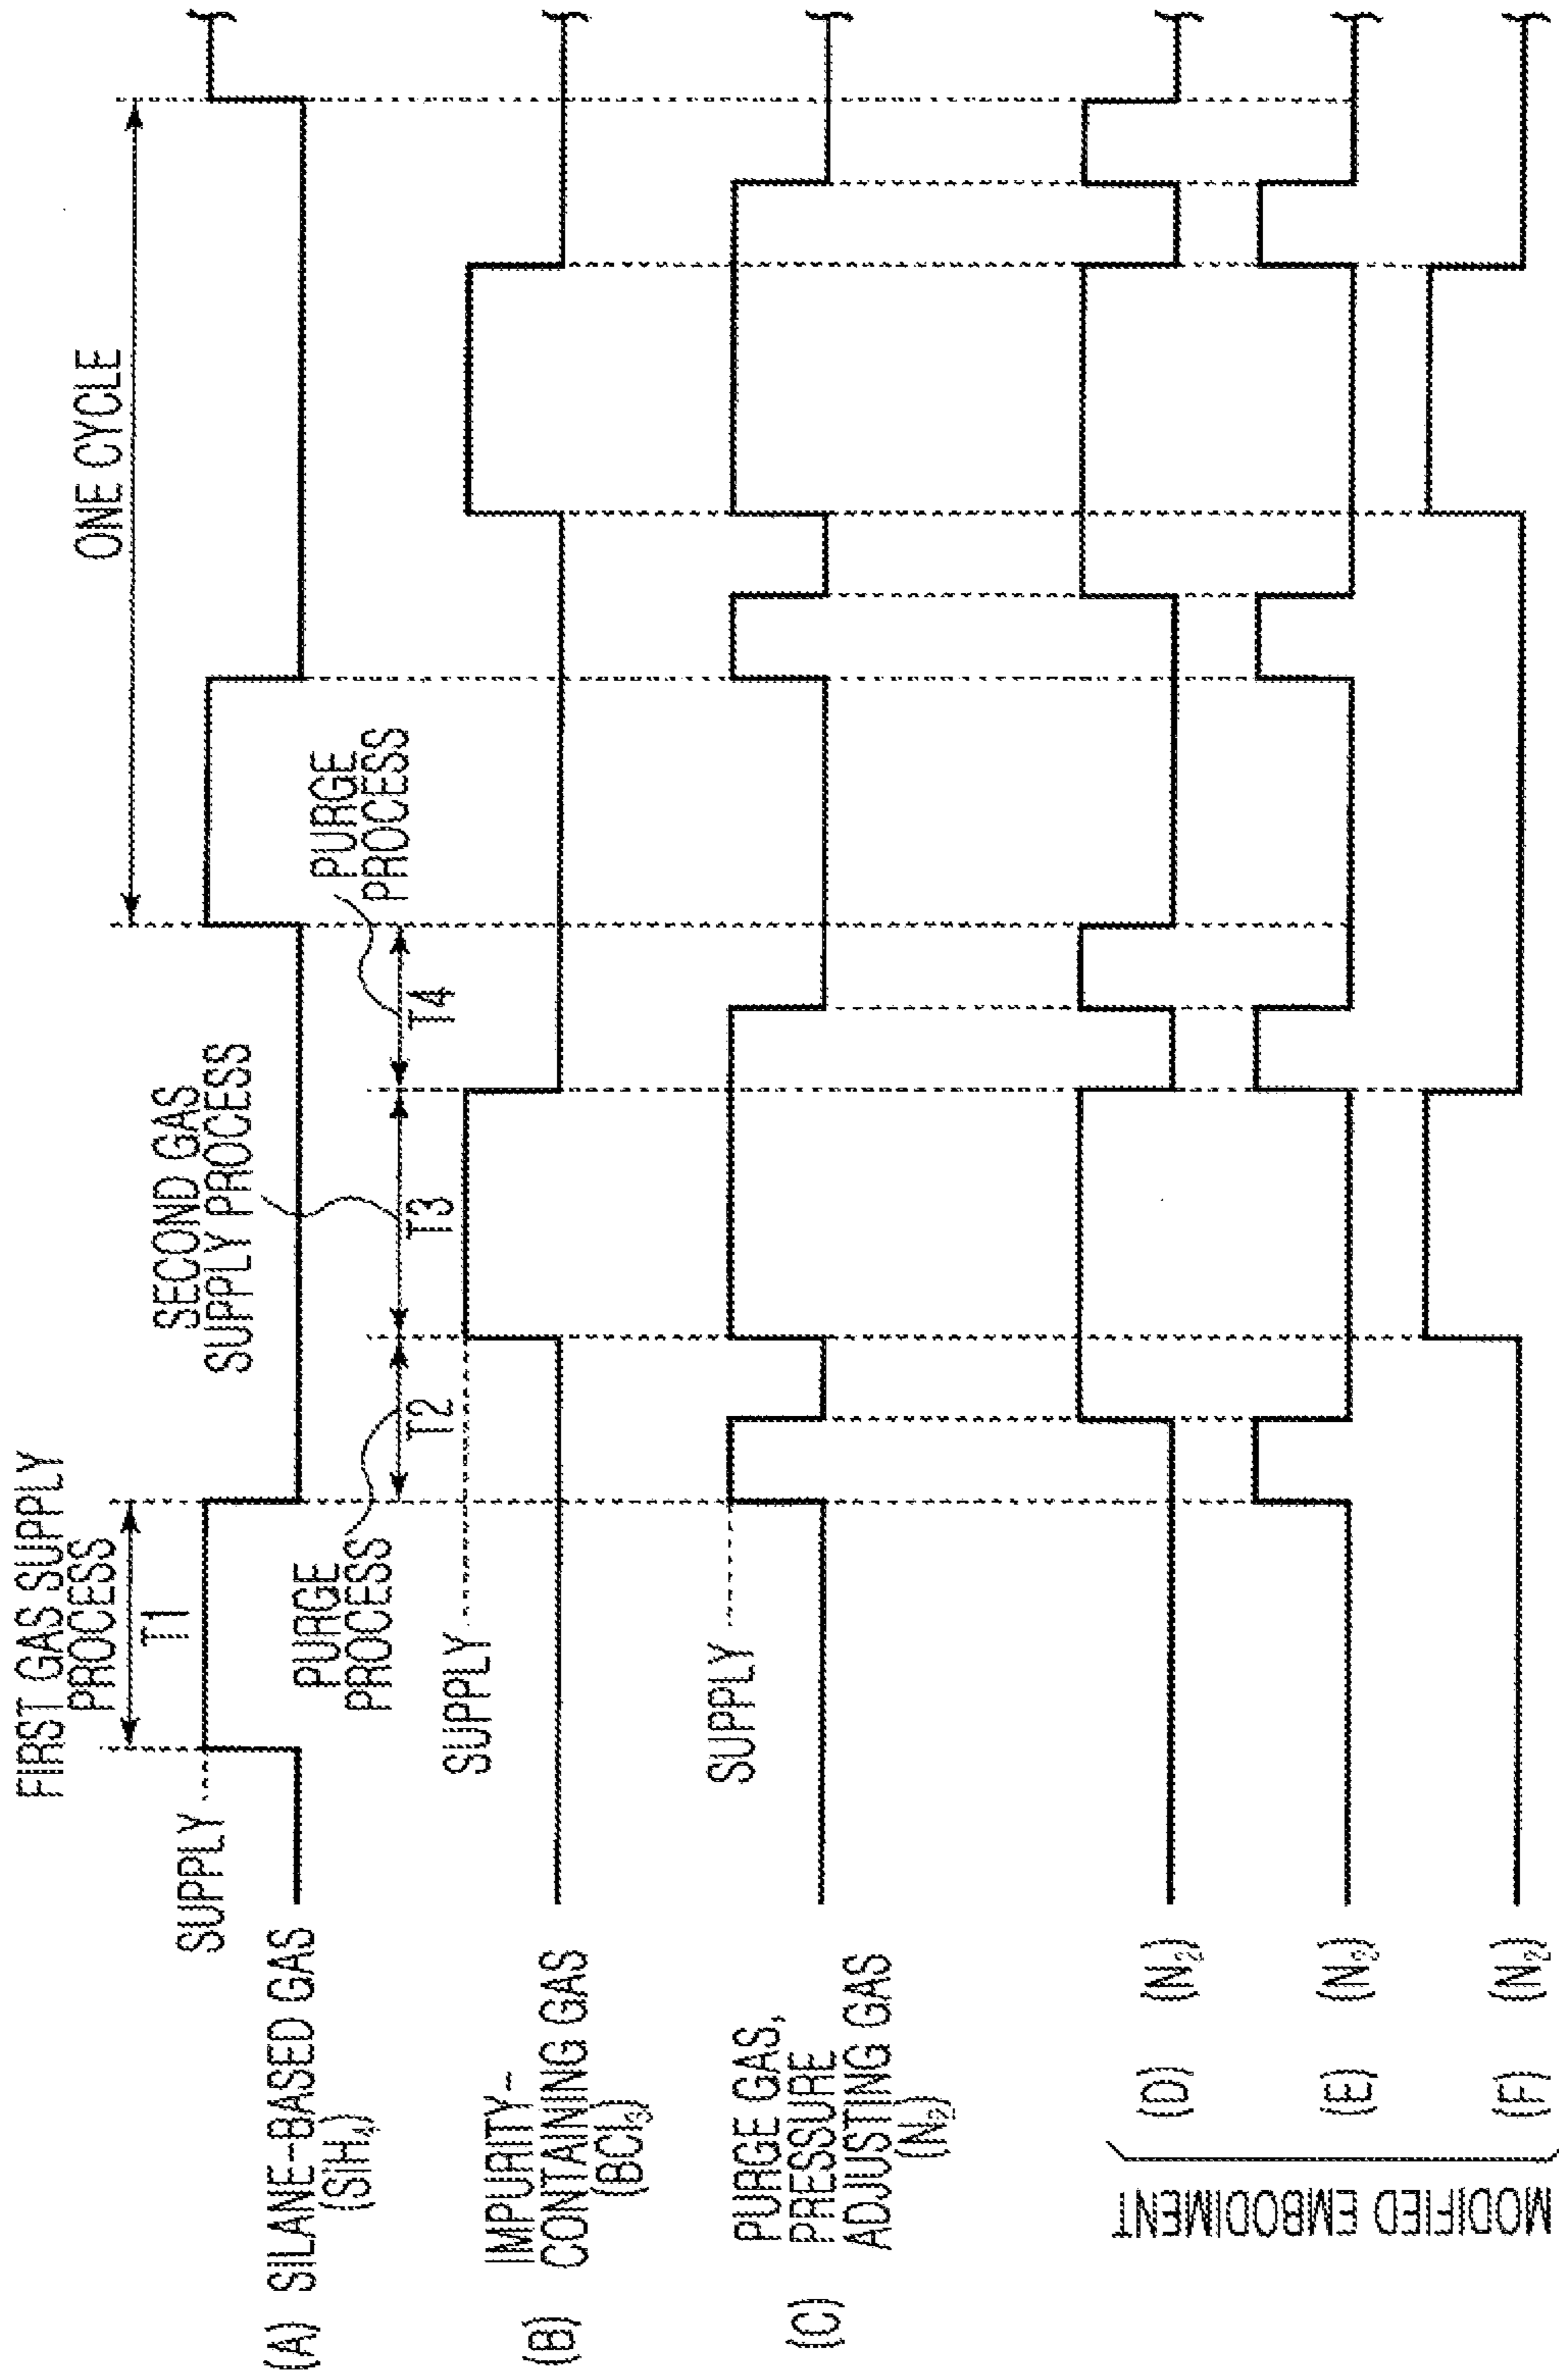 FIRST GAS SUPPLY
PROCESS
T1
ONE CYCLE
SECOND GAS
SUPPLY PROCESS
PURGE
PROCESS
T2
T3
T4
PURGE
PROCESS
SUPPLY
(A) SILANE-BASED GAS
(SiH₄)
SUPPLY
(B) IMPURITY-
CONTAINING GAS
(BCl₃)
SUPPLY
(C) PURGE GAS,
PRESSURE
ADJUSTING GAS
(N₂)
MODIFIED EMBODIMENT
(D) (N₂)
(E) (N₂)
(F) (N₂)